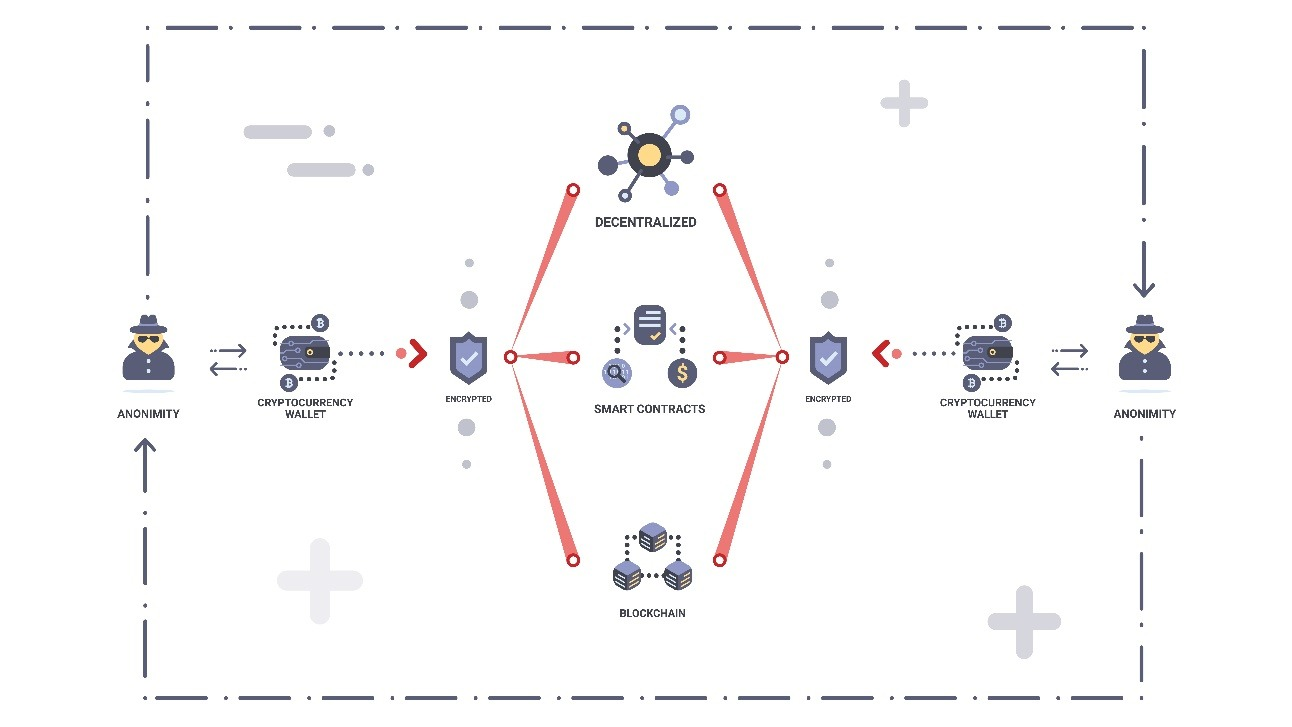 DECENTRALIZED
ANONIMITY
CRYPTOCURRENCY
WALLET
ENCRYPTED
SMART CONTRACTS
ENCRYPTED
CRYPTOCURRENCY
WALLET
ANONIMITY
BLOCKCHAIN